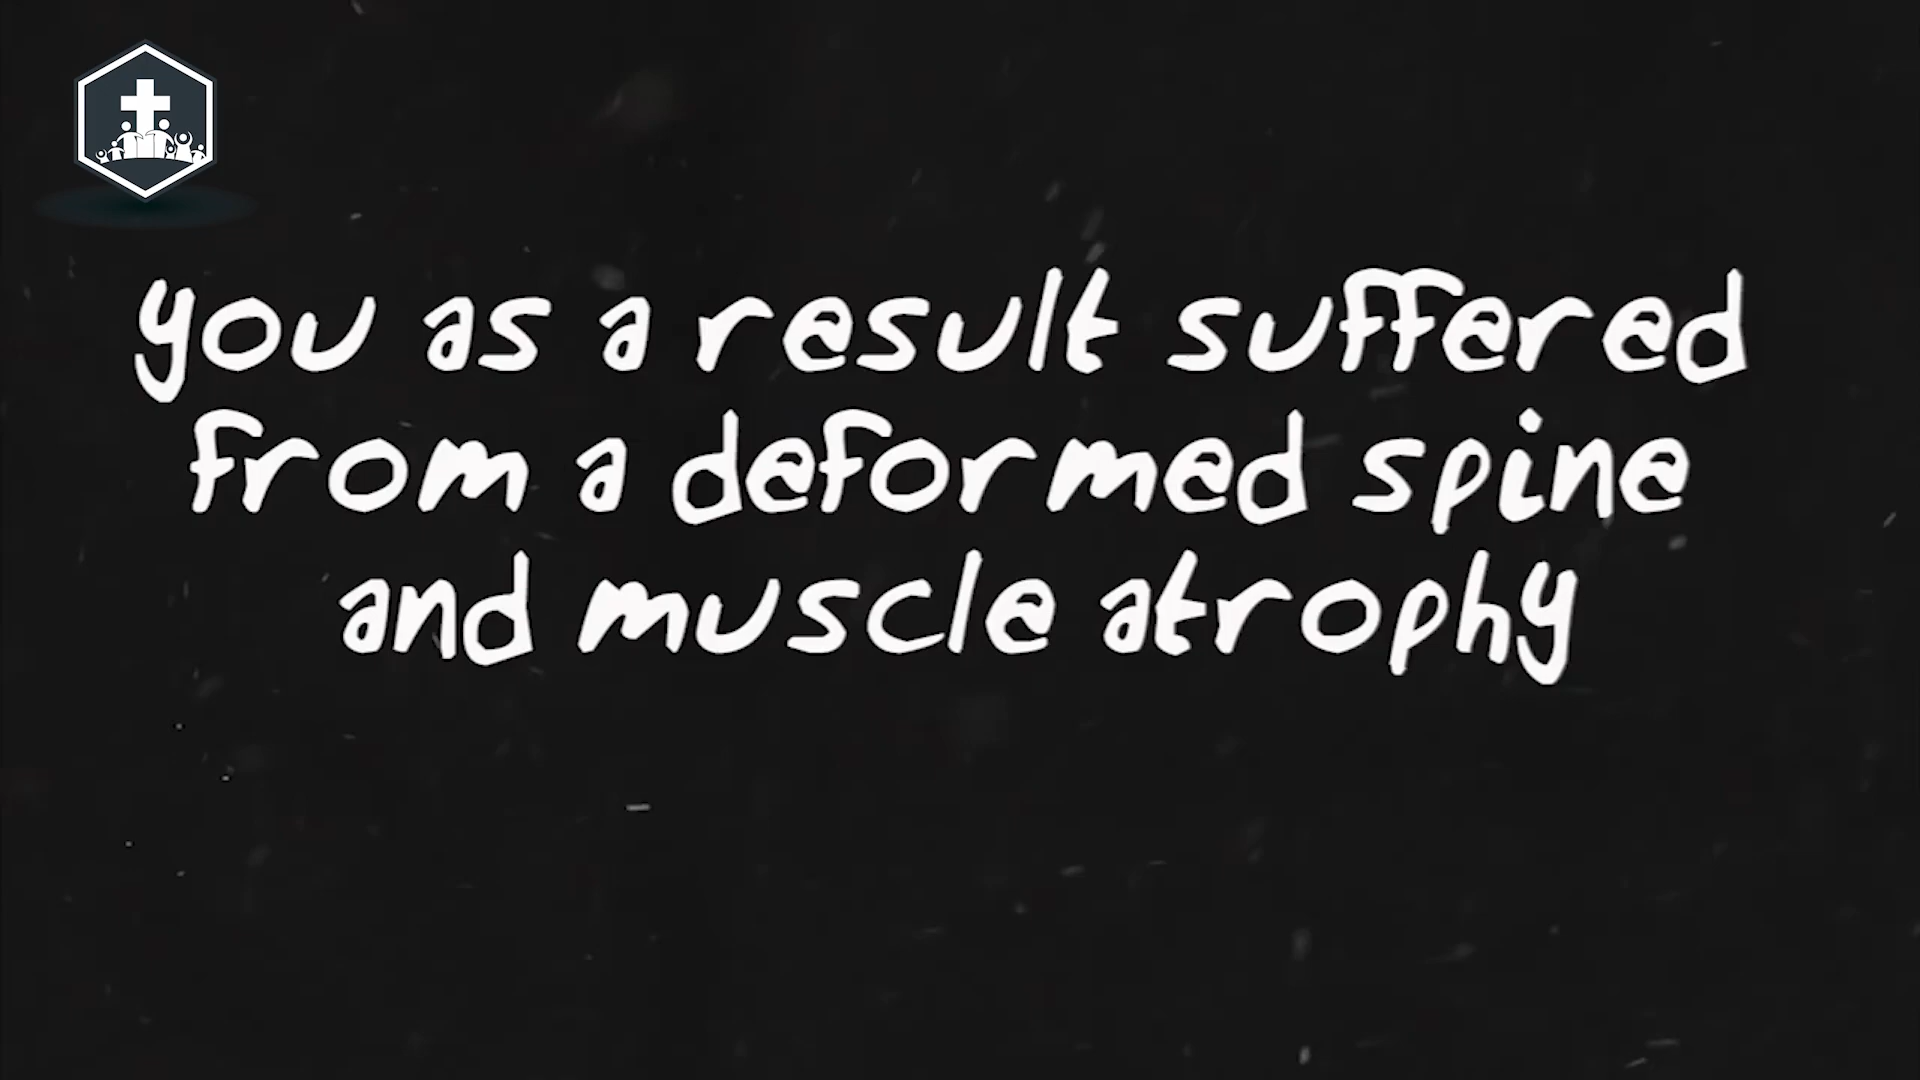 you as a result suffered
from a deformed spine
and muscle atrophy